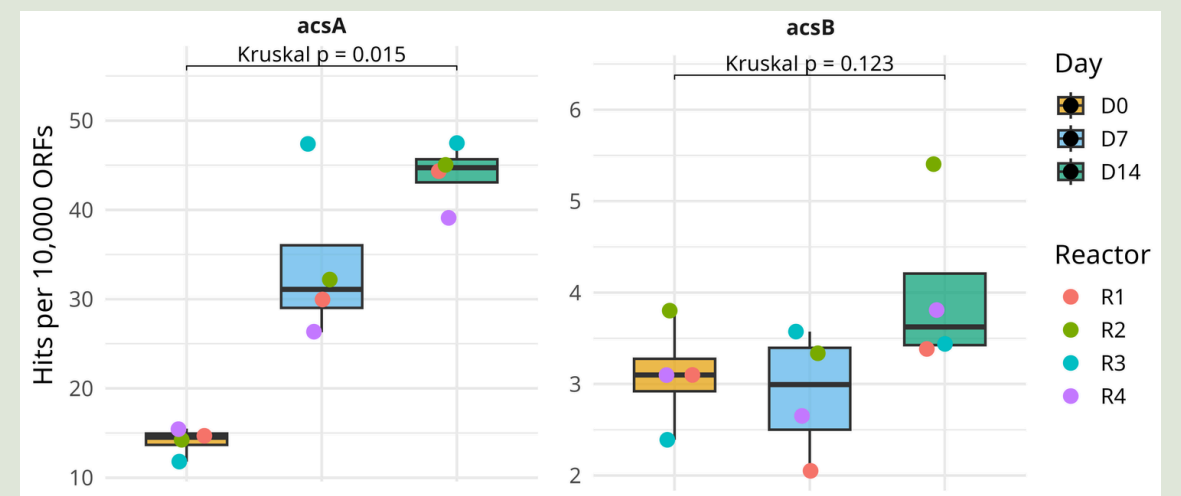 acsA
Kruskal p = 0.015
Hits per 10,000 ORFs
50
40
30
20
10
acsB
Kruskal p = 0.123
6
5
4
3
2
Day
D0
D7
D14
Reactor
R1
R2
R3
R4